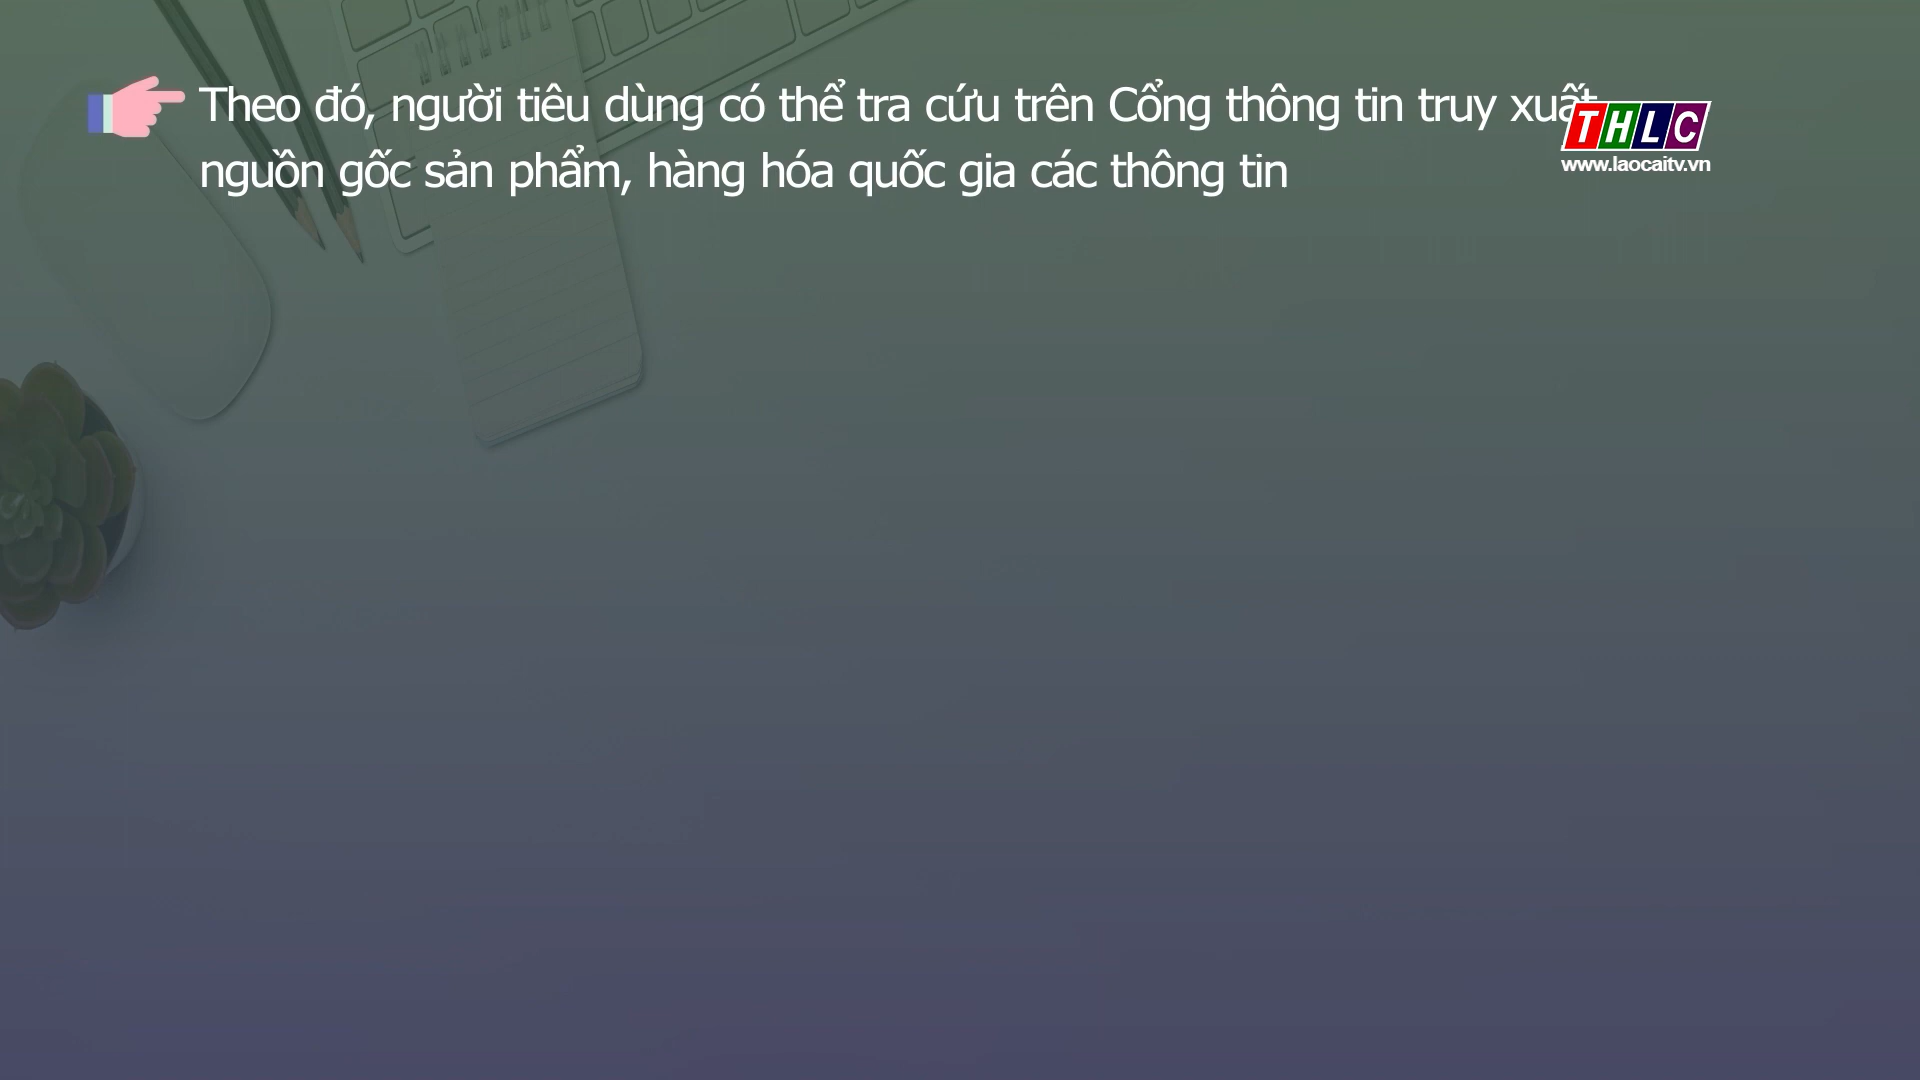 Theo đó, người tiêu dùng có thể tra cứu trên Cổng thông tin truy xuất
nguồn gốc sản phẩm, hàng hóa quốc gia các thông tin
THLC
www.laocaitv.vn